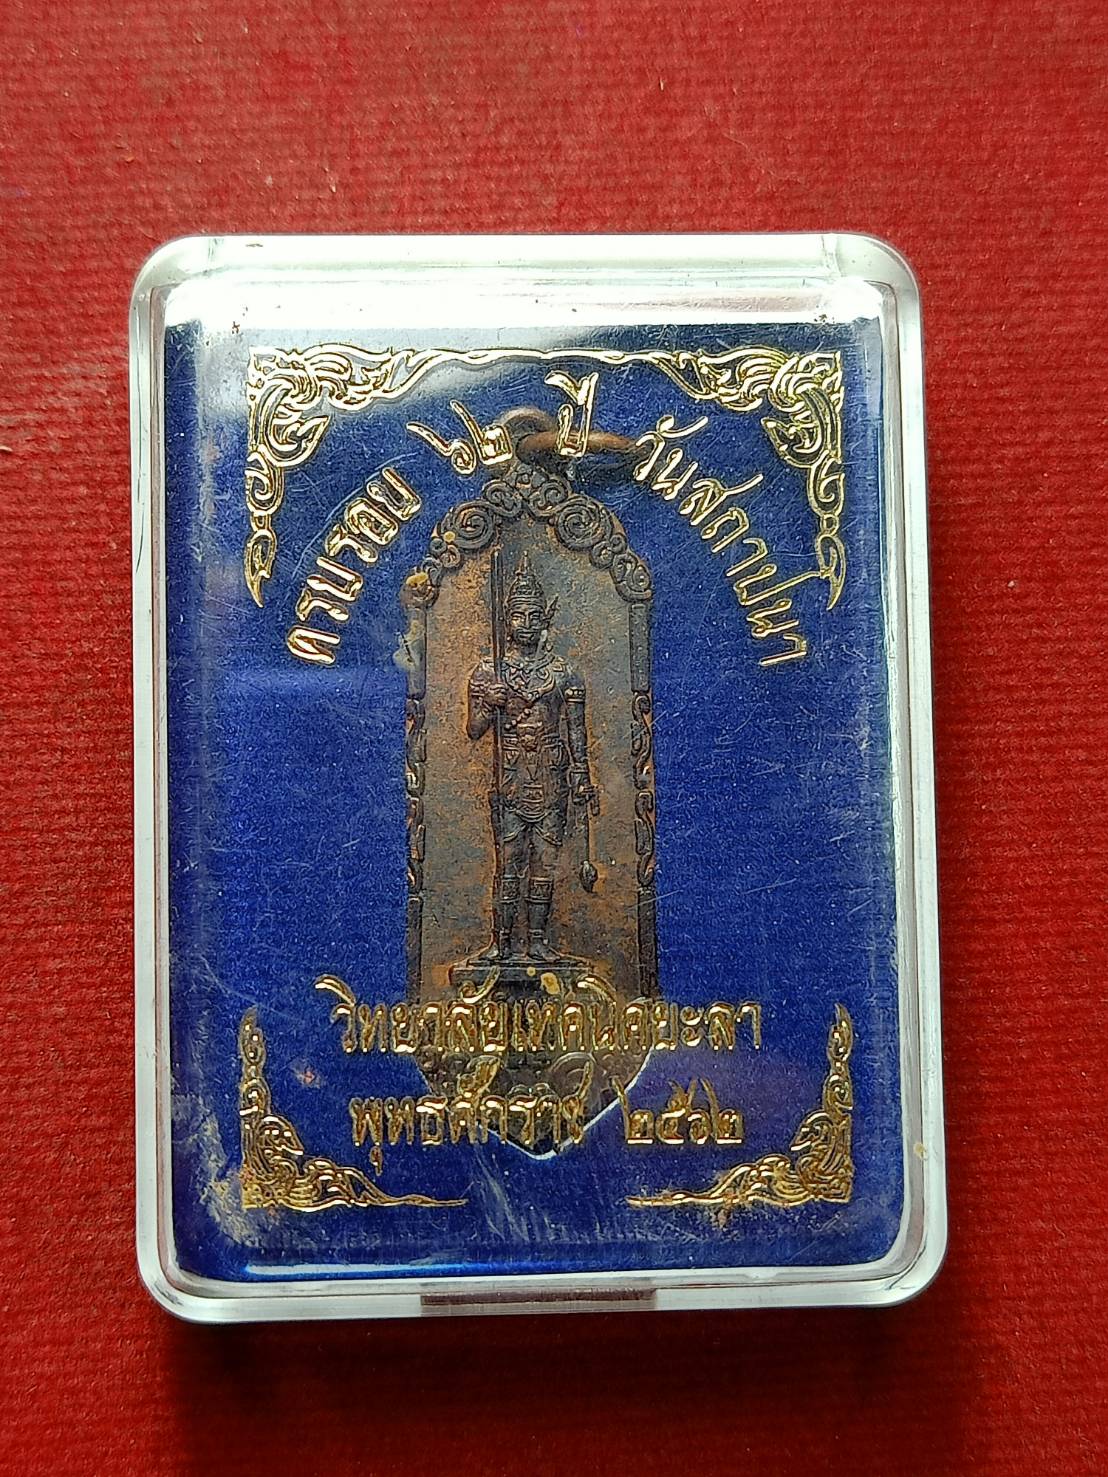 ครบรอบ ๖๒ ปี วันสถาปนา
วิทยาลัยเทคนิคยะลา
พุทธศักราช ๒๕๖๒